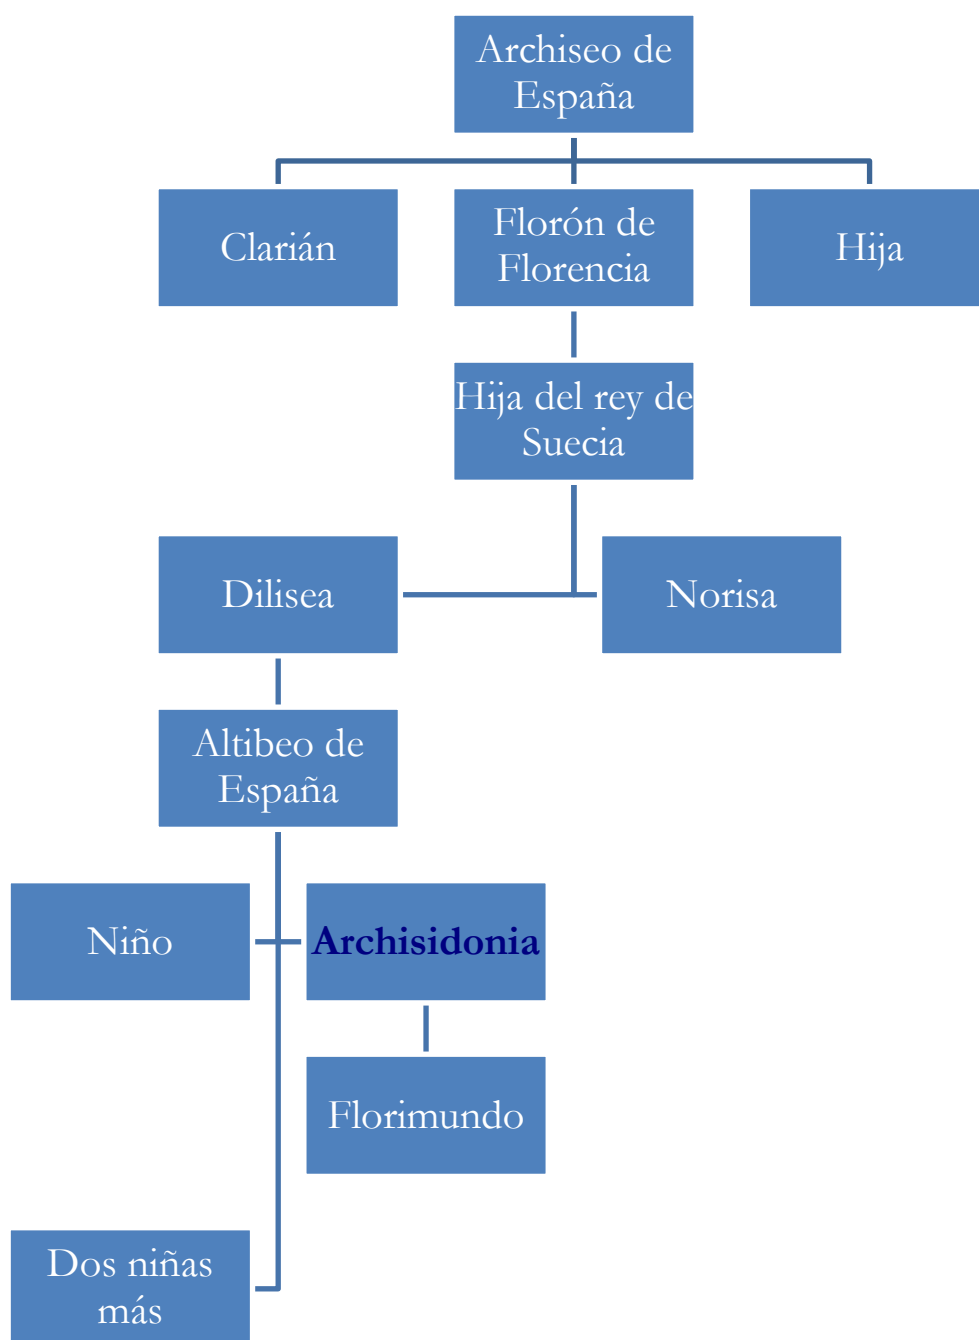 Archiseo de
España
Clarián
Florón de
Florencia
Hija
Hija del rey de
Suecia
Dilisea
Norisa
Altibeo de
España
Niño
Archisidonia
Florimundo
Dos niñas
más